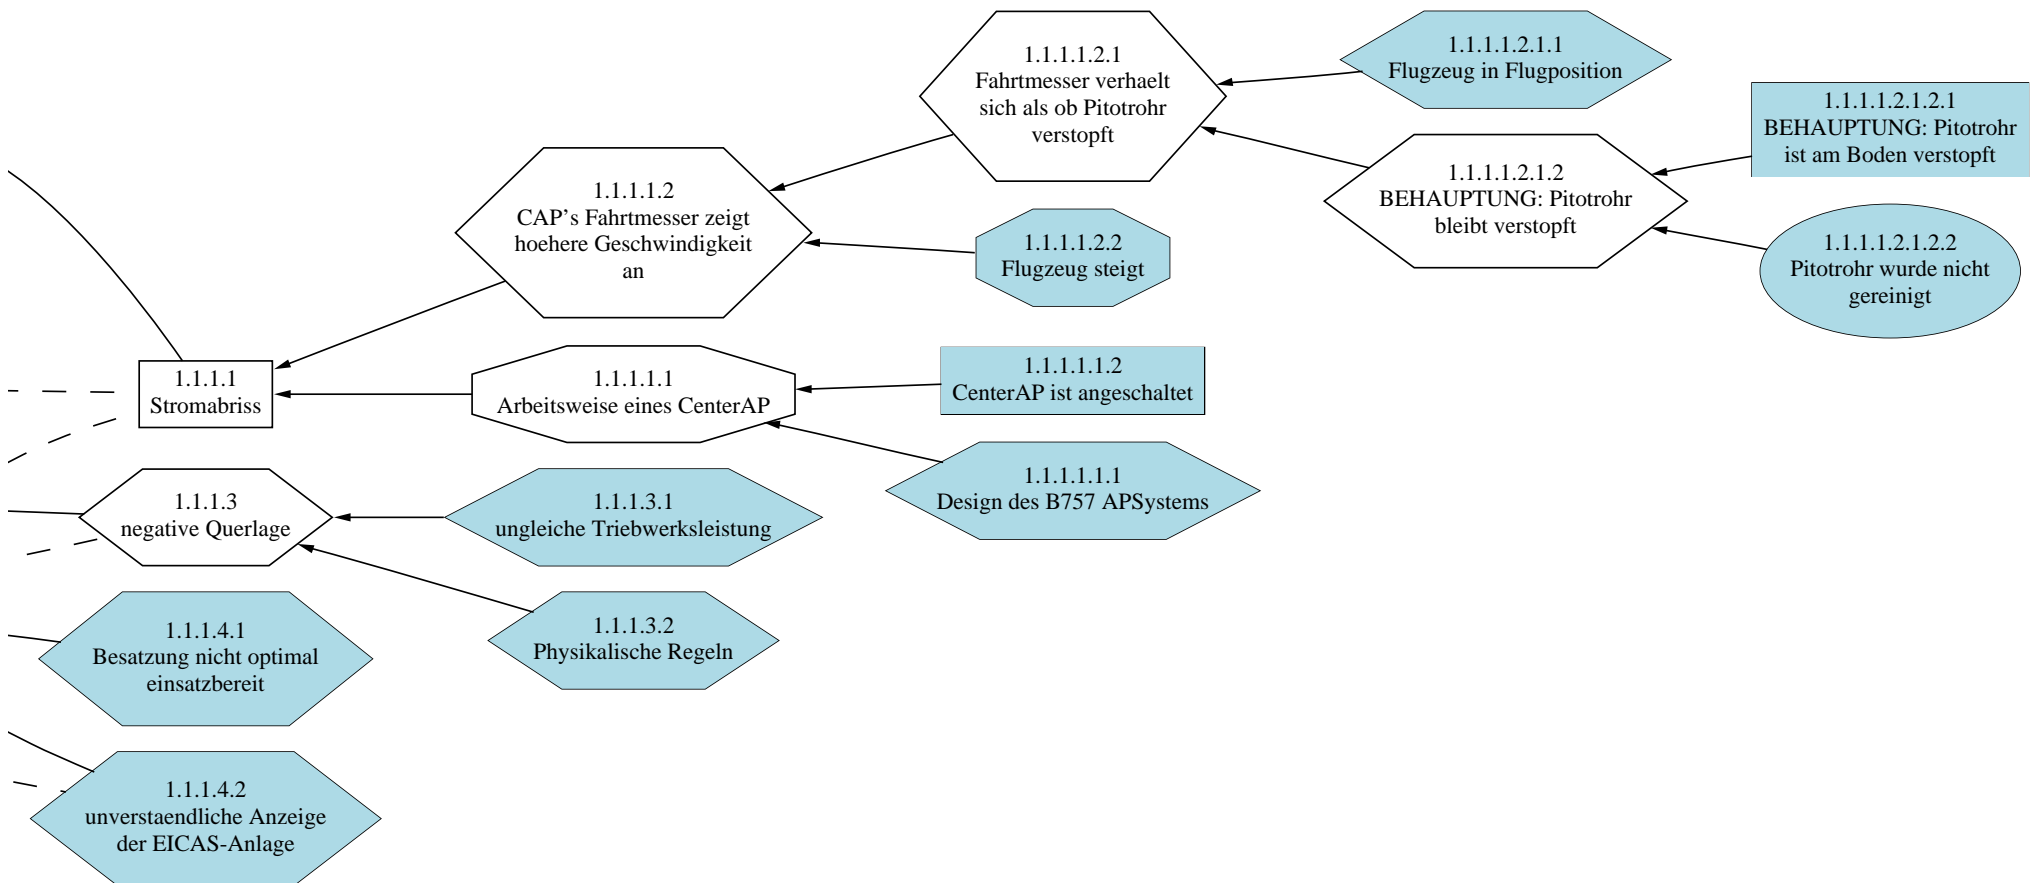 1.1.1.1.2.1
Fahrtmesser verhaelt
sich als ob Pitotrohr
verstopft
1.1.1.1.2.1.1
Flugzeug in Flugposition
1.1.1.1.2.1.2.1
BEHAUPTUNG: Pitotrohr
ist am Boden verstopft
1.1.1.1.2.1.2
BEHAUPTUNG: Pitotrohr
bleibt verstopft
1.1.1.1.2
CAP's Fahrtmesser zeigt
hoehere Geschwindigkeit
an
1.1.1.1.2.2
Flugzeug steigt
1.1.1.1.2.1.2.2
Pitotrohr wurde nicht
gereinigt
1.1.1.1
Stromabriss
1.1.1.1.1
Arbeitsweise eines CenterAP
1.1.1.1.1.2
CenterAP ist angeschaltet
1.1.1.1.1.1
Design des B757 APSystems
1.1.1.3
negative Querlage
1.1.1.3.1
ungleiche Triebwerksleistung
1.1.1.3.2
Physikalische Regeln
1.1.1.4.1
Besatzung nicht optimal
einsatzbereit
1.1.1.4.2
unverstaendliche Anzeige
der EICAS-Anlage